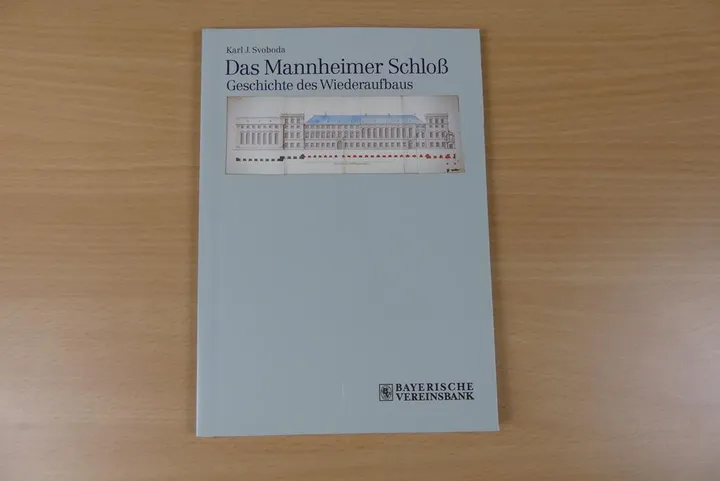 Karl J. Svoboda
Das Mannheimer Schloß
Geschichte des Wiederaufbaus
BAYERISCHE
VEREINSBANK